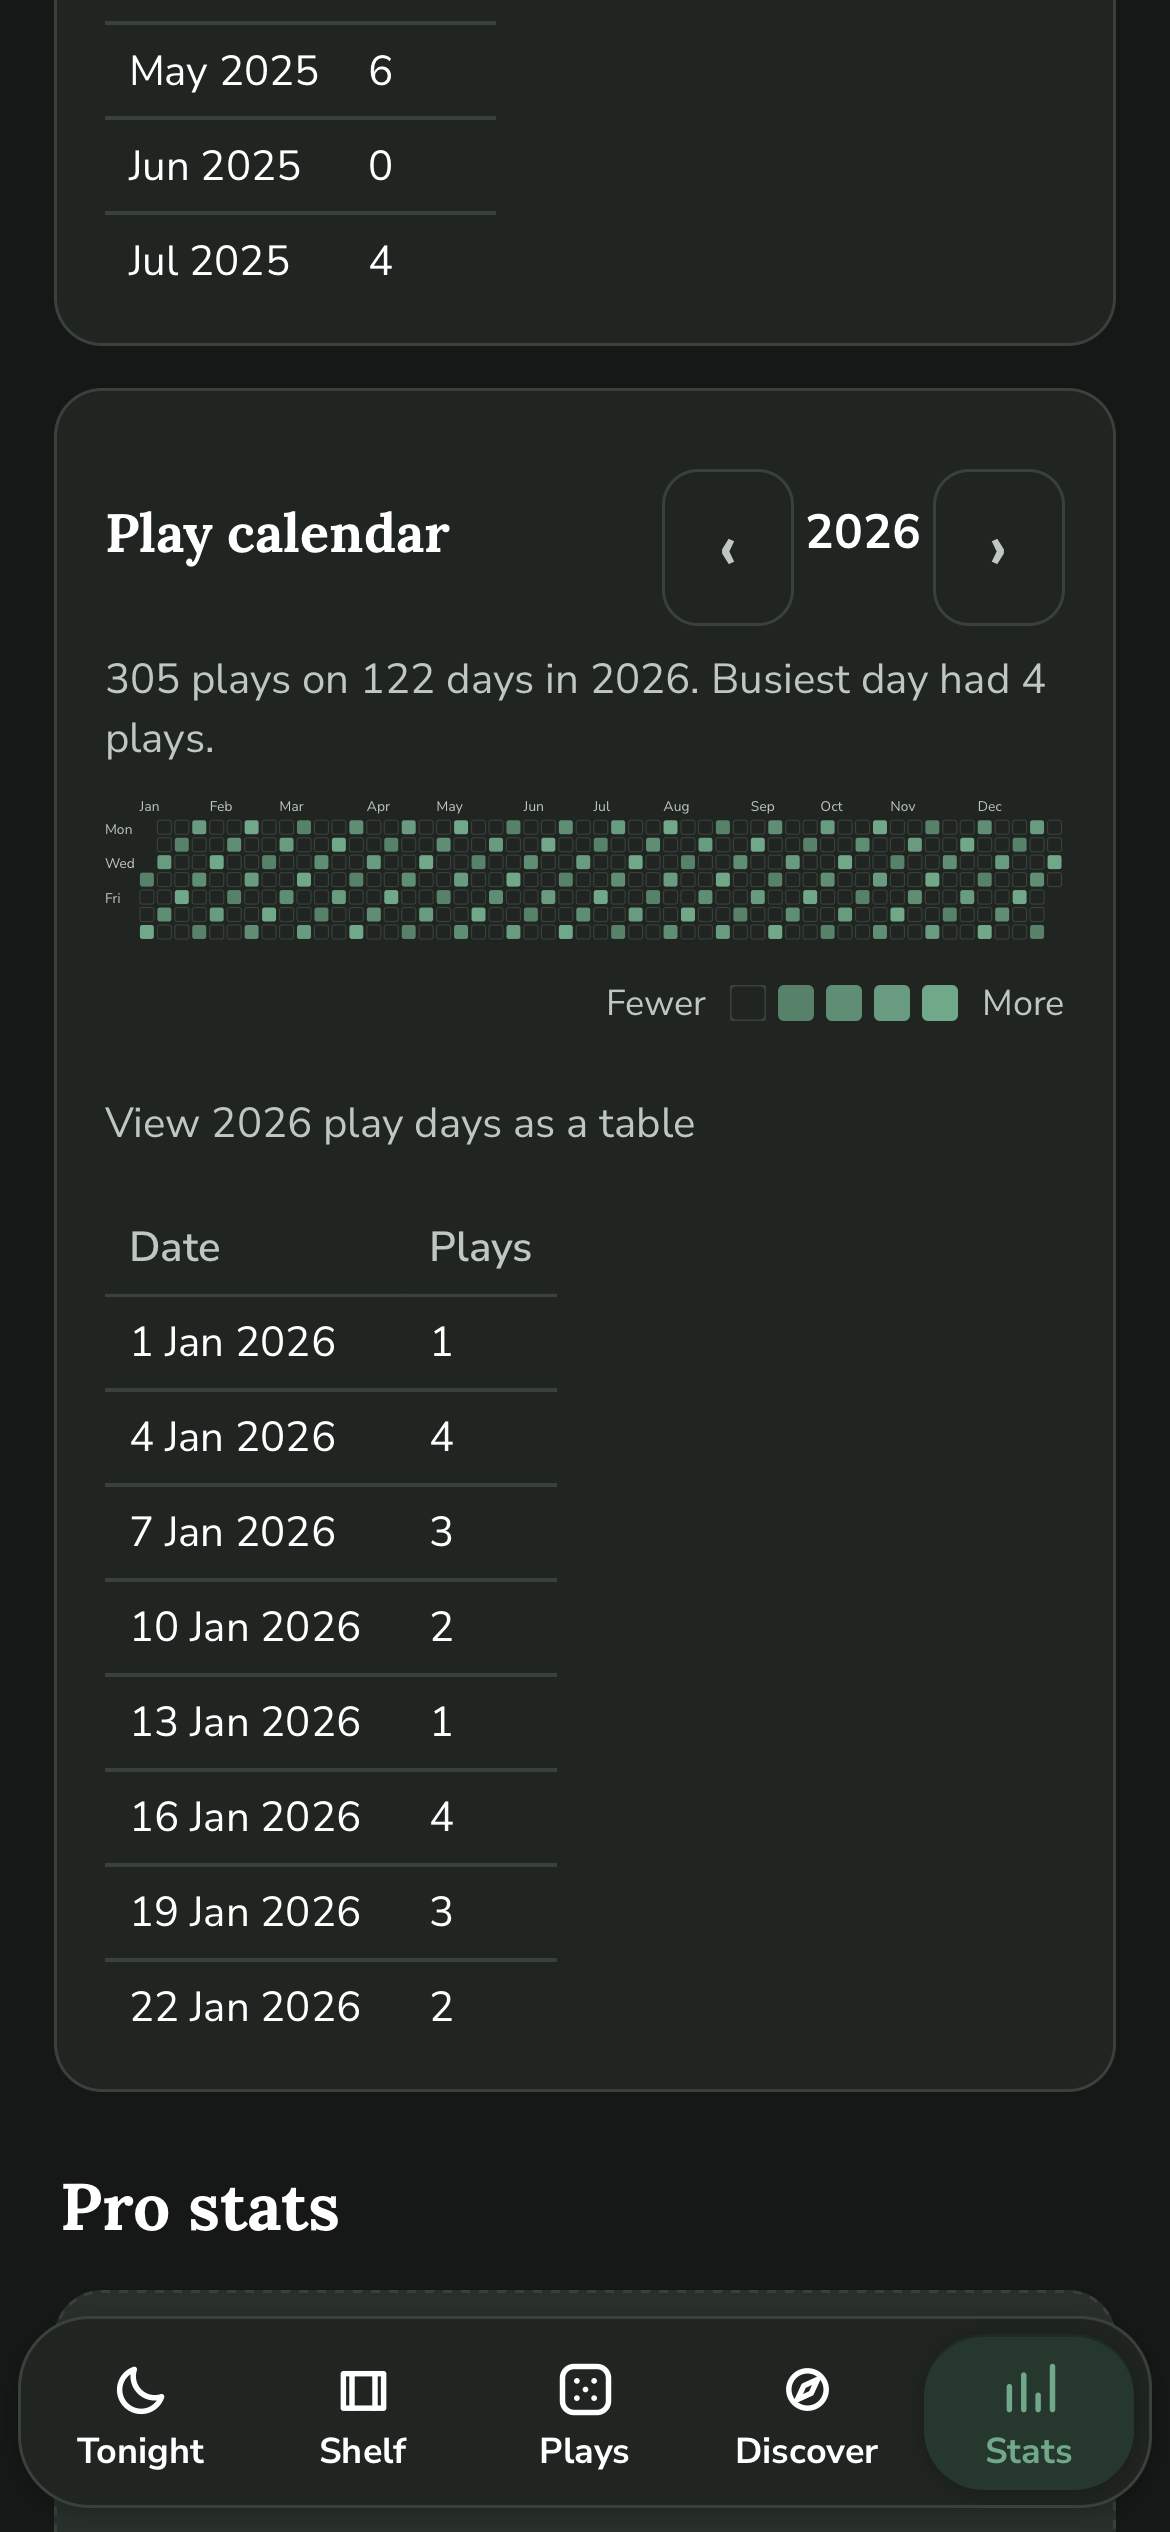 May 2025 6
Jun 2025 0
Jul 2025 4
Play calendar ‹ 2026 ›
305 plays on 122 days in 2026. Busiest day had 4
plays.
Jan Feb Mar Apr May Jun Jul Aug Sep Oct Nov Dec
Mon
Wed
Fri
Fewer More
View 2026 play days as a table
Date Plays
1 Jan 2026 1
4 Jan 2026 4
7 Jan 2026 3
10 Jan 2026 2
13 Jan 2026 1
16 Jan 2026 4
19 Jan 2026 3
22 Jan 2026 2
Pro stats
Tonight Shelf Plays Discover Stats